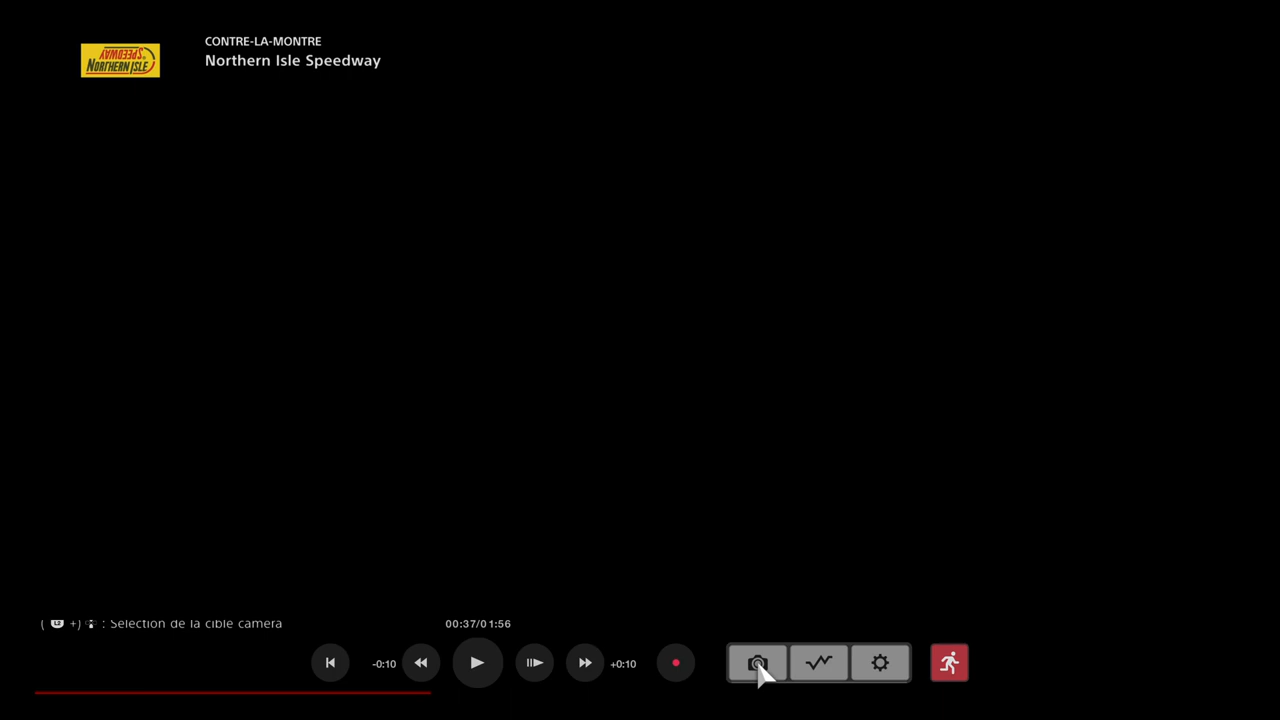 CONTRE-LA-MONTRE
Northern Isle Speedway
SPEEDWAY
NORTHERN ISLE
( L2 +) : Sélection de la cible caméra
00:37/01:56
-0:10
+0:10